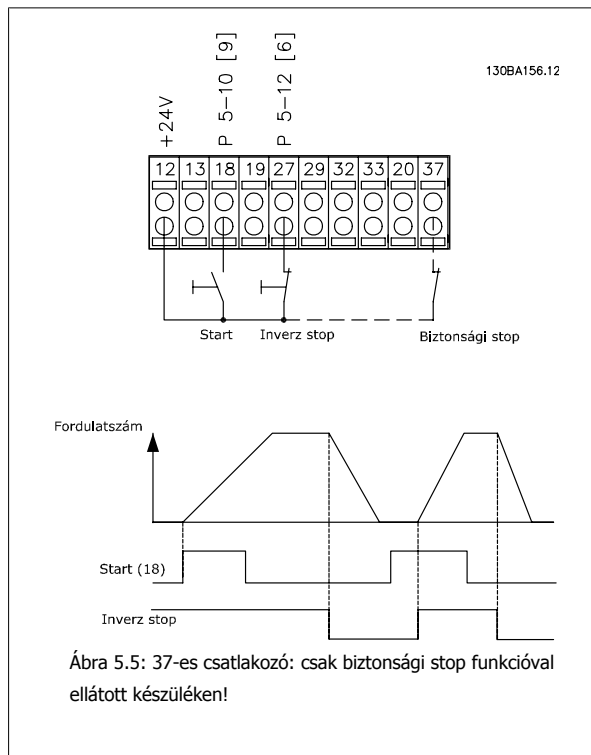 130BA156.12
+24V
P 5-10 [9]
P 5-12 [6]
12 13 18 19 27 29 32 33 20 37
Start Inverz stop Biztonsági stop
Fordulatszám
Start (18)
Inverz stop
Ábra 5.5: 37-es csatlakozó: csak biztonsági stop funkcióval
ellátott készüléken!